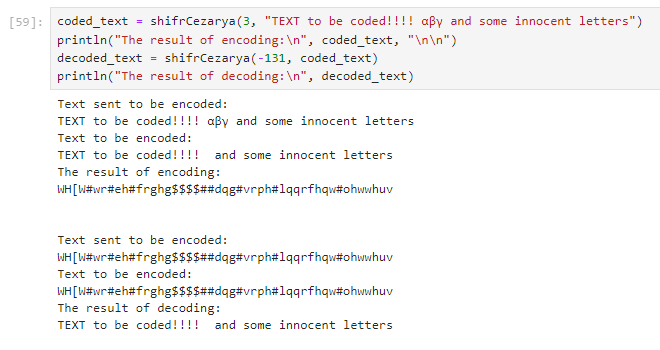 [59]: coded_text = shifrCezarya(3, "TEXT to be coded!!!! αβγ and some innocent letters")
println("The result of encoding:\n", coded_text, "\n\n")
decoded_text = shifrCezarya(-131, coded_text)
println("The result of decoding:\n", decoded_text)
Text sent to be encoded:
TEXT to be coded!!!! αβγ and some innocent letters
Text to be encoded:
TEXT to be coded!!!!  and some innocent letters
The result of encoding:
WH[W#wr#eh#frghg$$$$##dqg#vrph#lqqrfhqw#ohwwhuv
Text sent to be encoded:
WH[W#wr#eh#frghg$$$$##dqg#vrph#lqqrfhqw#ohwwhuv
Text to be encoded:
WH[W#wr#eh#frghg$$$$##dqg#vrph#lqqrfhqw#ohwwhuv
The result of decoding:
TEXT to be coded!!!!  and some innocent letters